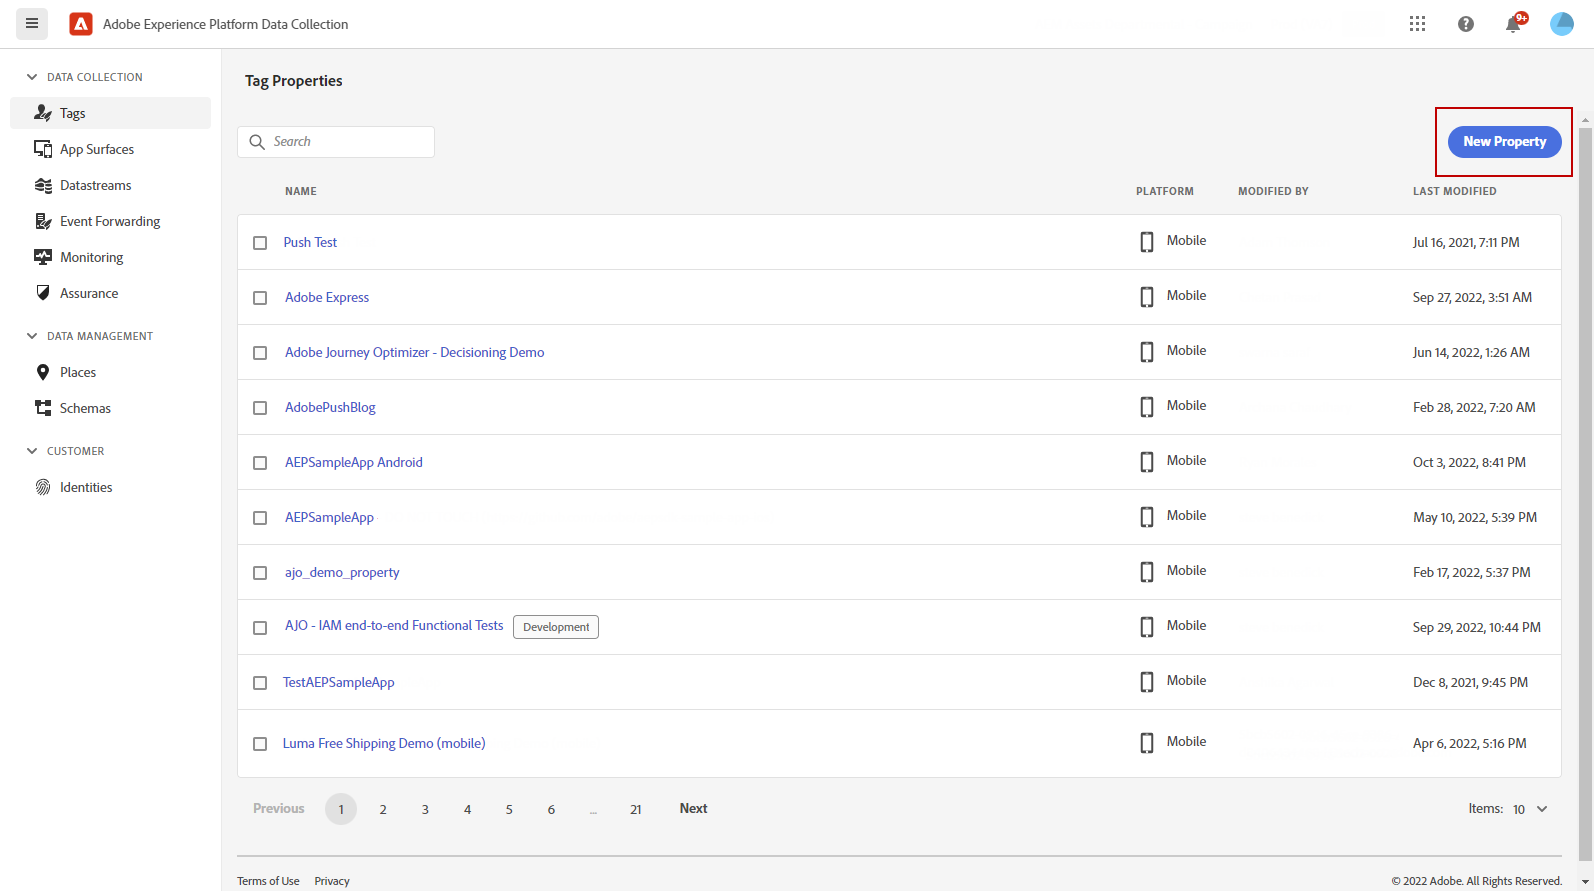 Adobe Experience Platform Data Collection
9+
DATA COLLECTION
Tags
App Surfaces
Datastreams
Event Forwarding
Monitoring
Assurance
DATA MANAGEMENT
Places
Schemas
CUSTOMER
Identities
Tag Properties
Search
New Property
NAME PLATFORM MODIFIED BY LAST MODIFIED
Push Test Mobile Jul 16, 2021, 7:11 PM
Adobe Express Mobile Sep 27, 2022, 3:51 AM
Adobe Journey Optimizer - Decisioning Demo Mobile Jun 14, 2022, 1:26 AM
AdobePushBlog Mobile Feb 28, 2022, 7:20 AM
AEPSampleApp Android Mobile Oct 3, 2022, 8:41 PM
AEPSampleApp Mobile May 10, 2022, 5:39 PM
ajo_demo_property Mobile Feb 17, 2022, 5:37 PM
AJO - IAM end-to-end Functional Tests Development Mobile Sep 29, 2022, 10:44 PM
TestAEPSampleApp Mobile Dec 8, 2021, 9:45 PM
Luma Free Shipping Demo (mobile) Mobile Apr 6, 2022, 5:16 PM
Previous 1 2 3 4 5 6 ... 21 Next Items: 10
Terms of Use Privacy © 2022 Adobe. All Rights Reserved.